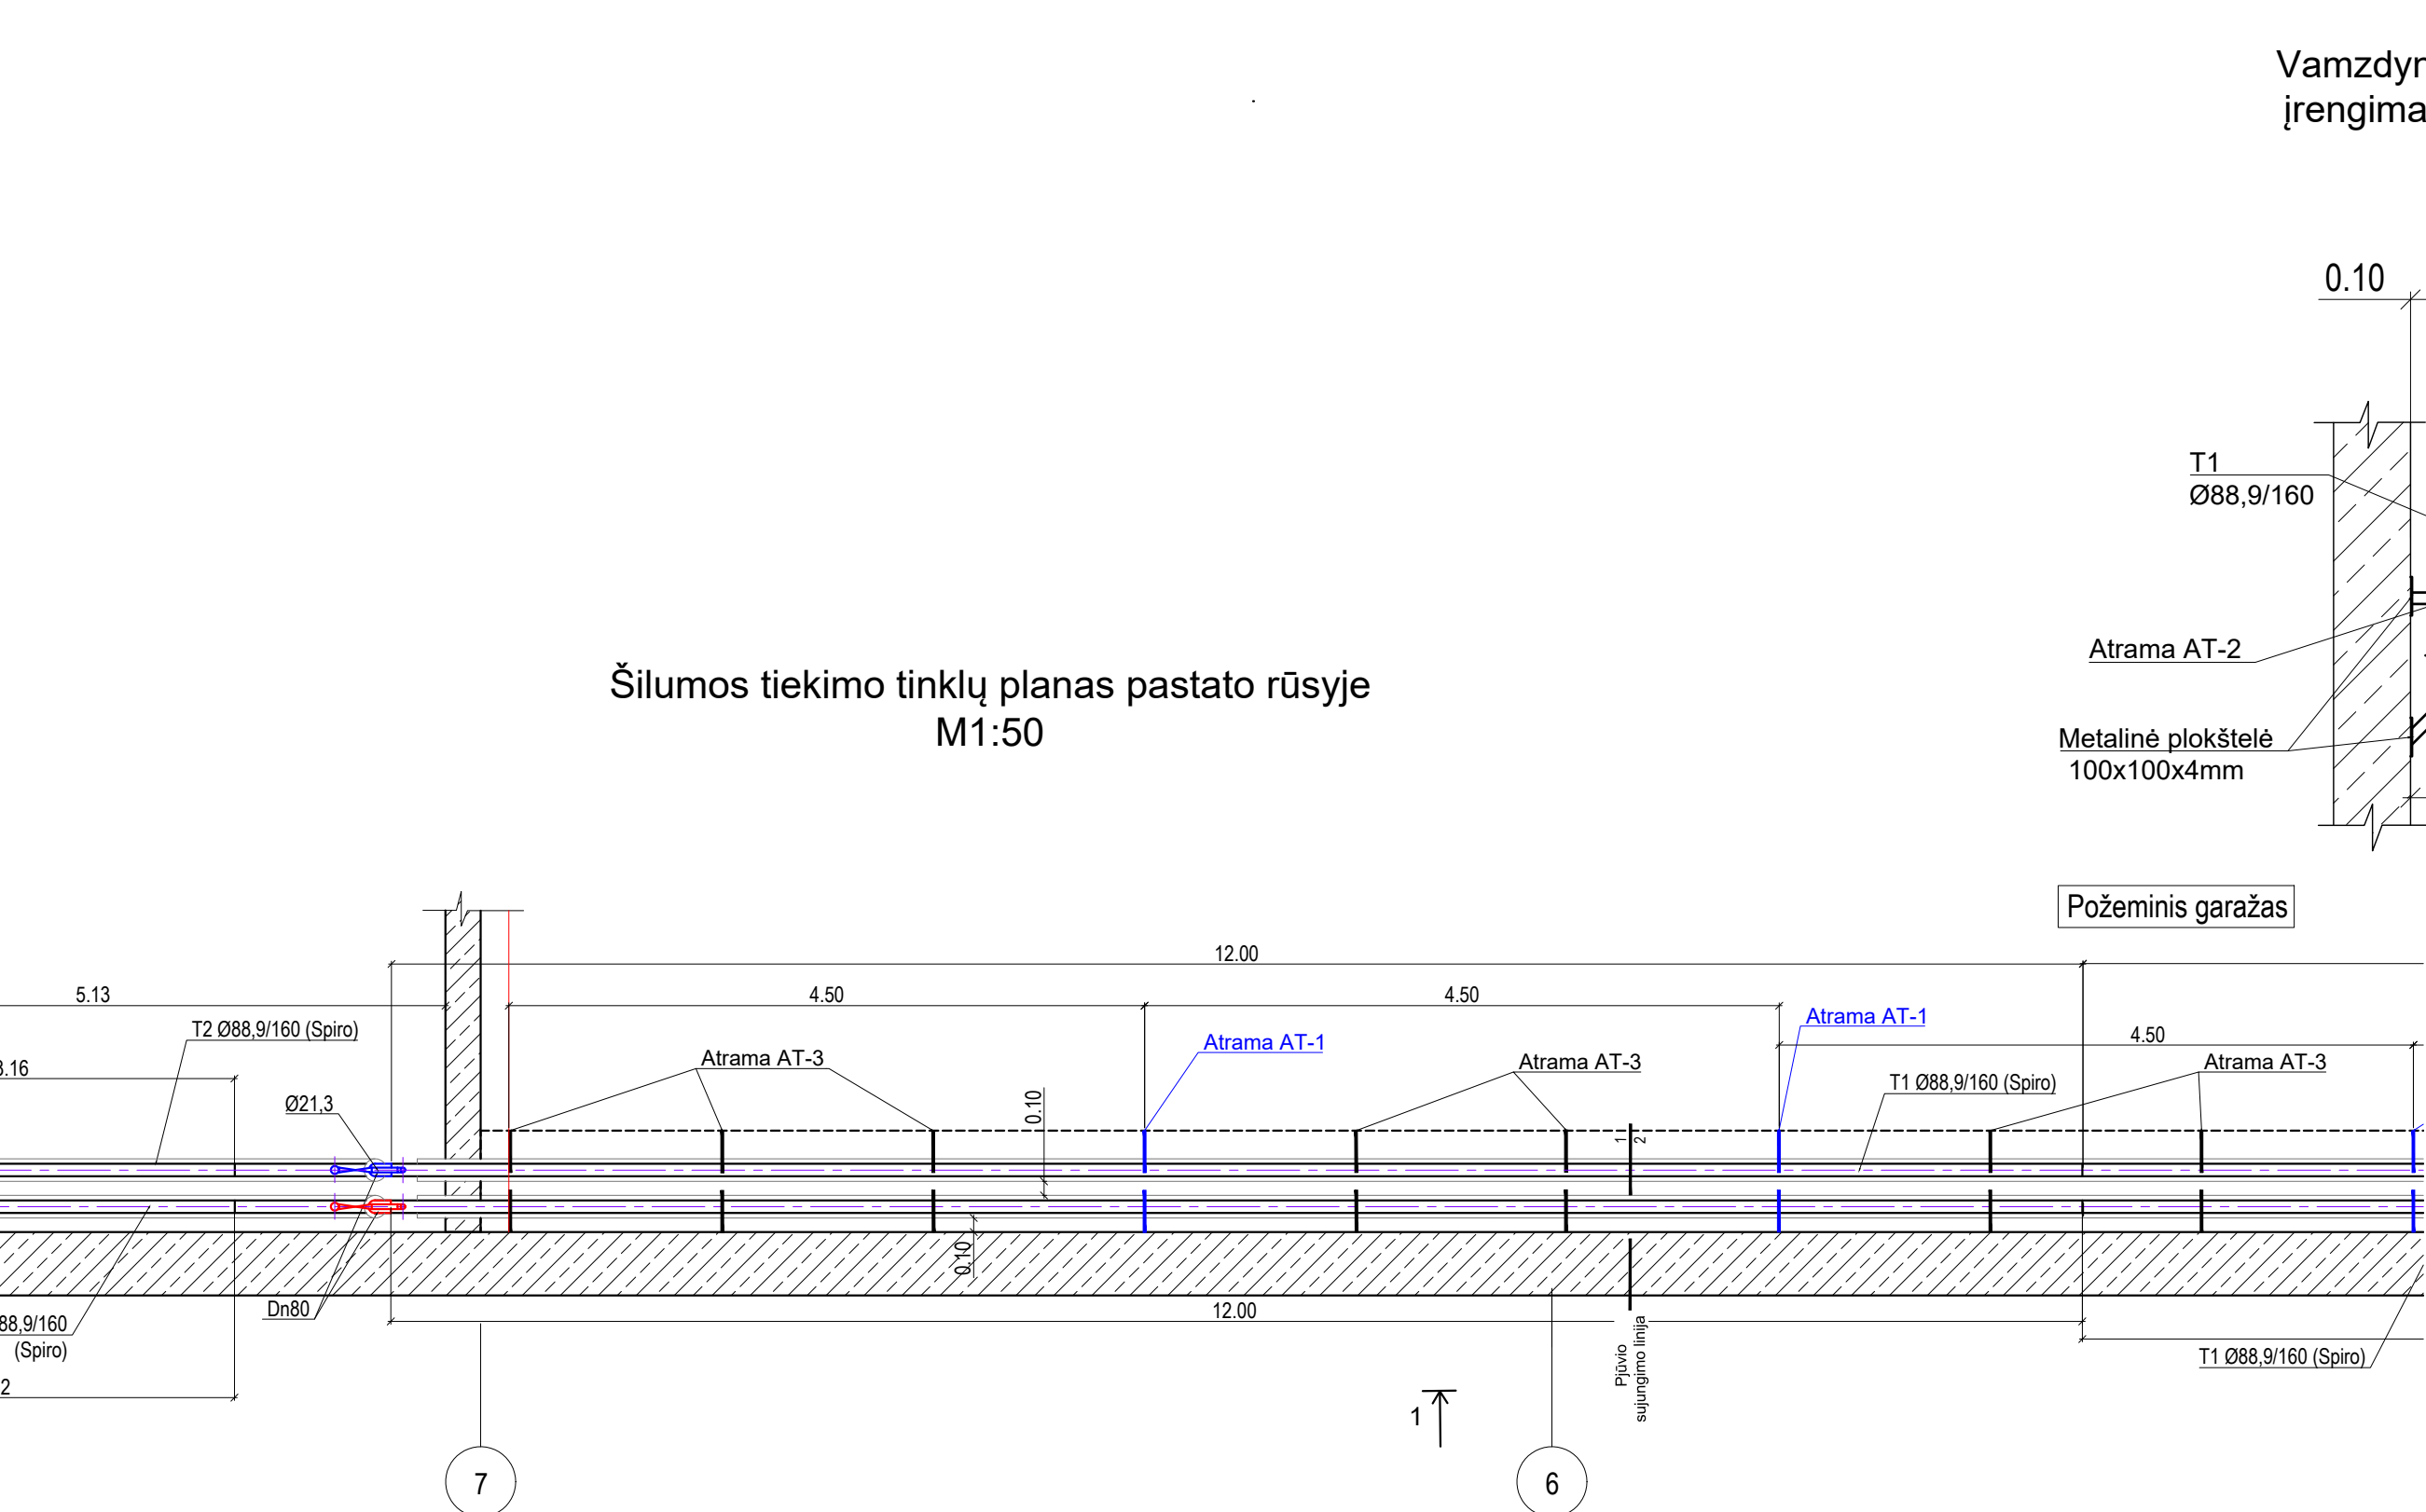 Vamzdyn
įrengima
0.10
T1
Ø88,9/160
Atrama AT-2
Metalinė plokštelė
100x100x4mm
Šilumos tiekimo tinklų planas pastato rūsyje
M1:50
Požeminis garažas
12.00
5.13
4.50
4.50
Atrama AT-1
4.50
T2 Ø88,9/160 (Spiro)
Atrama AT-1
Atrama AT-3
Atrama AT-3
Atrama AT-3
3.16
T1 Ø88,9/160 (Spiro)
Ø21,3
0.10
1
2
0.10
Dn80
12.00
88,9/160
(Spiro)
Pjūvio
sujungimo linija
T1 Ø88,9/160 (Spiro)
2
1
7
6